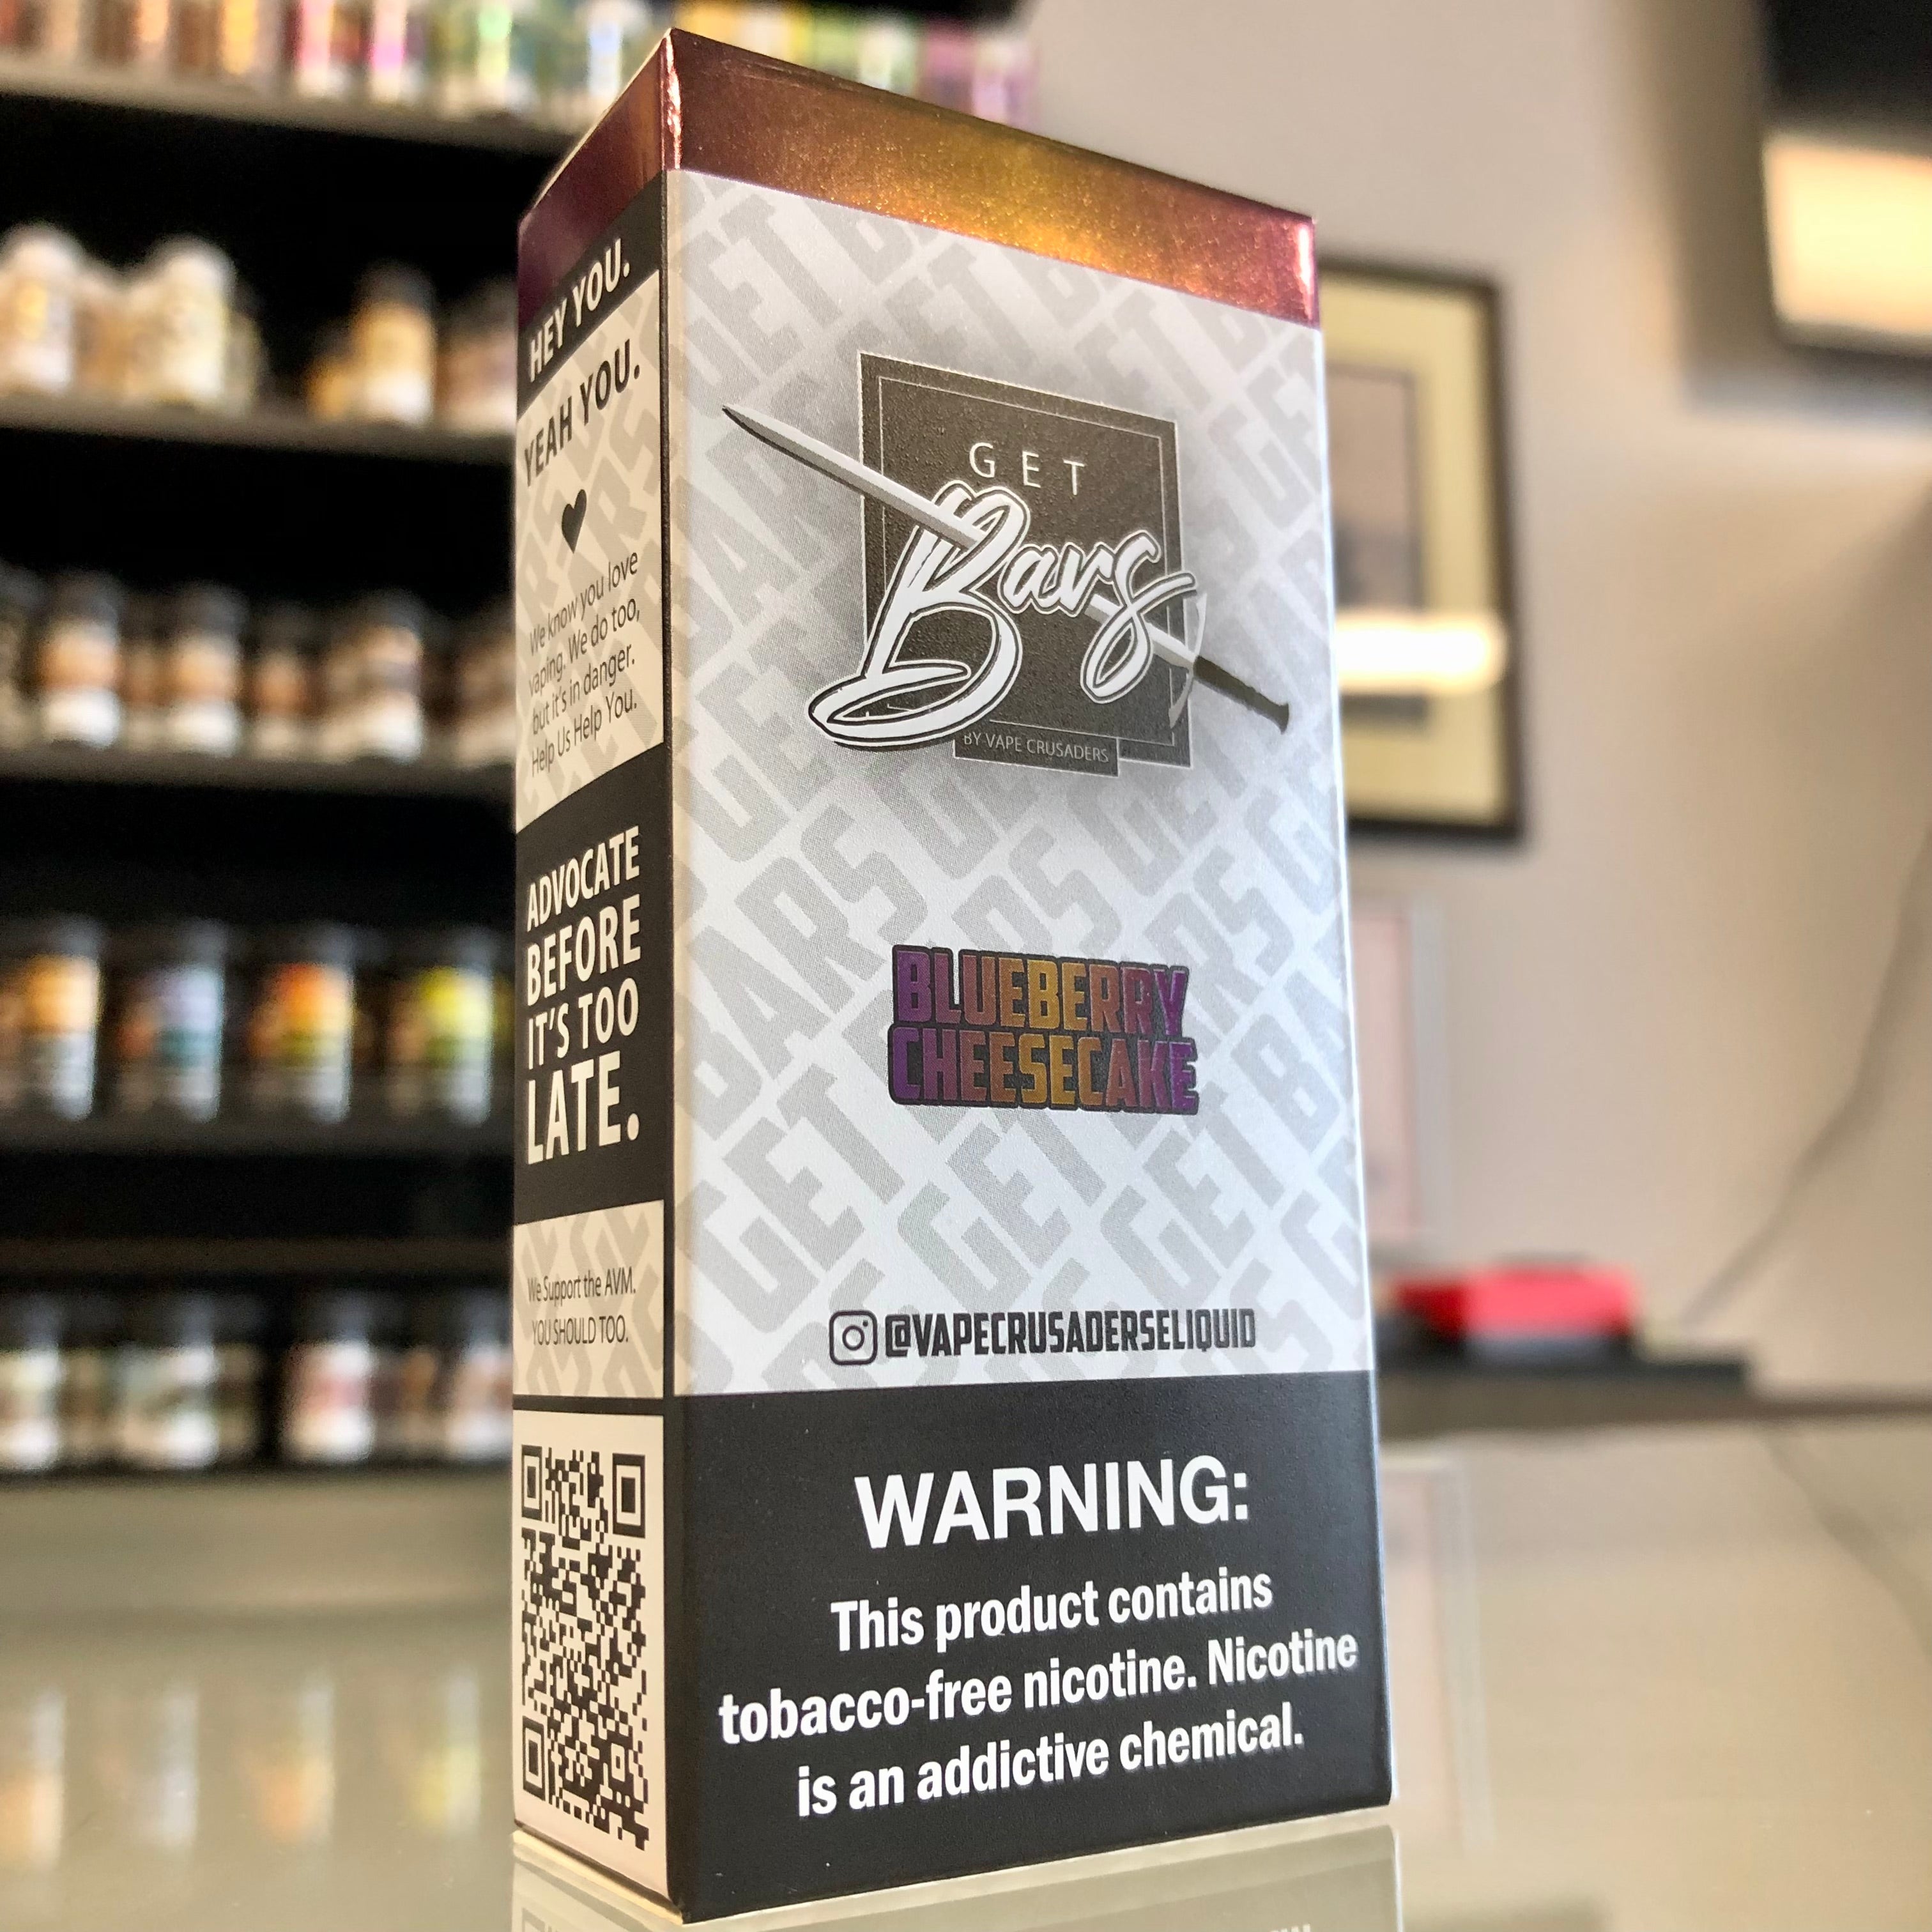 HEY YOU.
YEAH YOU.
We know you love
vaping. We do too,
but it's in danger.
Help Us Help You.
ADVOCATE
BEFORE
IT'S TOO
LATE.
We Support the AVM.
YOU SHOULD TOO.
GET
Bars
BY VAPE CRUSADERS
BLUEBERRY
CHEESECAKE
@VAPECRUSADERSELIQUID
WARNING:
This product contains
tobacco-free nicotine. Nicotine
is an addictive chemical.